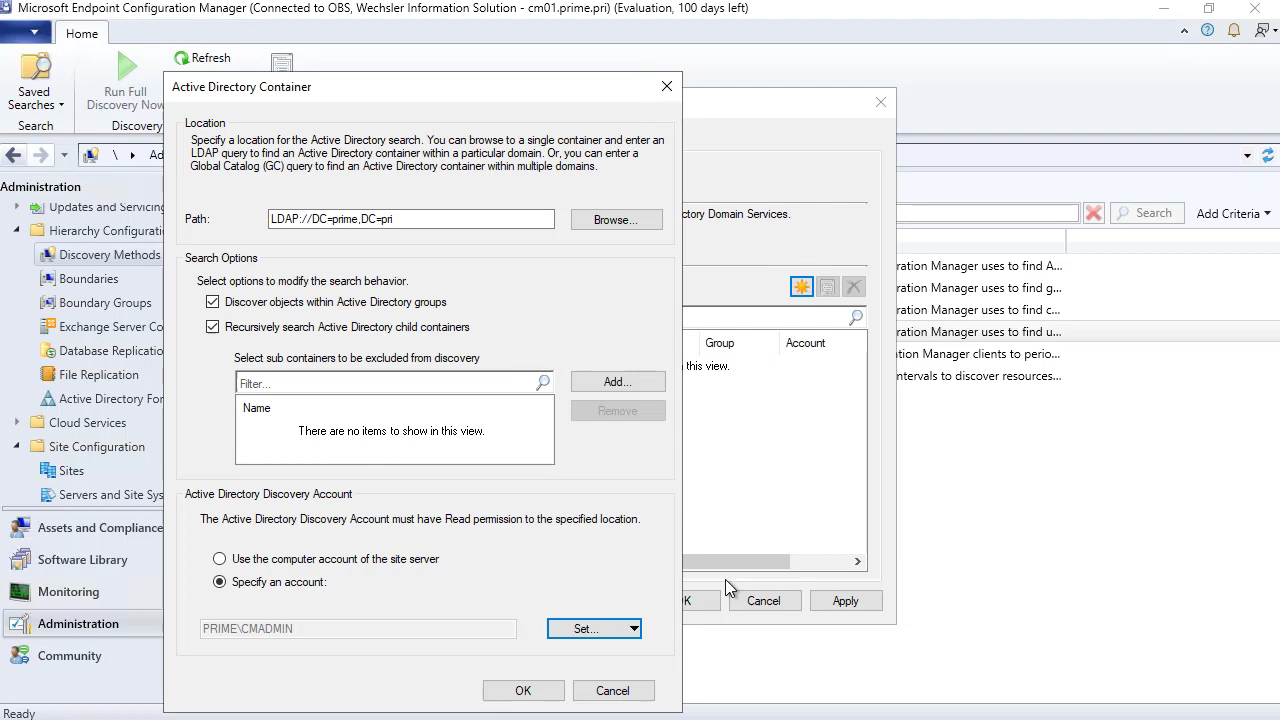 Microsoft Endpoint Configuration Manager (Connected to OBS, Wechsler Information Solution - cm01.prime.pri) (Evaluation, 100 days left)
Home
Saved
Searches
Search
Run Full
Discovery Now
Discovery
Refresh
\ Ad
Administration
Updates and Servicing
Hierarchy Configuratio
Discovery Methods
Boundaries
Boundary Groups
Exchange Server Co
Database Replicatio
File Replication
Active Directory For
Cloud Services
Site Configuration
Sites
Servers and Site Sys
Assets and Compliance
Software Library
Monitoring
Administration
Community
Ready
Active Directory Container
Location
Specify a location for the Active Directory search. You can browse to a single container and enter an
LDAP query to find an Active Directory container within a particular domain. Or, you can enter a
Global Catalog (GC) query to find an Active Directory container within multiple domains.
Path: LDAP://DC=prime,DC=pri Browse...
Search Options
Select options to modify the search behavior.
Discover objects within Active Directory groups
Recursively search Active Directory child containers
Select sub containers to be excluded from discovery
Filter... Add...
Name Remove
There are no items to show in this view.
Active Directory Discovery Account
The Active Directory Discovery Account must have Read permission to the specified location.
Use the computer account of the site server
Specify an account:
PRIME\CMADMIN Set...
OK Cancel
ctory Domain Services.
Group Account
n this view.
OK Cancel Apply
Search Add Criteria
ration Manager uses to find A...
ration Manager uses to find g...
ration Manager uses to find c...
ration Manager uses to find u...
ation Manager clients to perio...
intervals to discover resources...